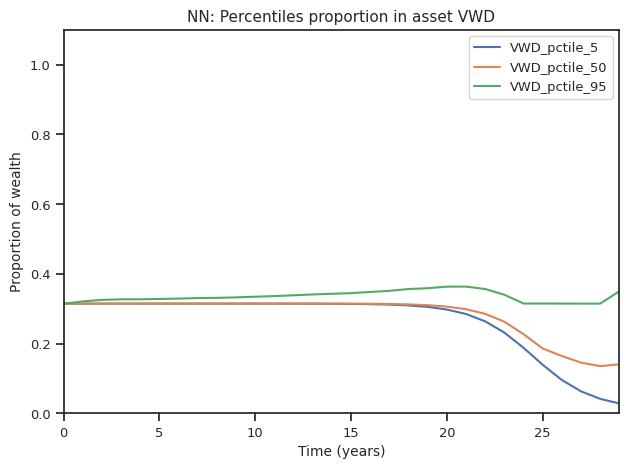 NN: Percentiles proportion in asset VWD
VWD_pctile_5
VWD_pctile_50
VWD_pctile_95
Proportion of wealth
1.0
0.8
0.6
0.4
0.2
0.0
0 5 10 15 20 25
Time (years)